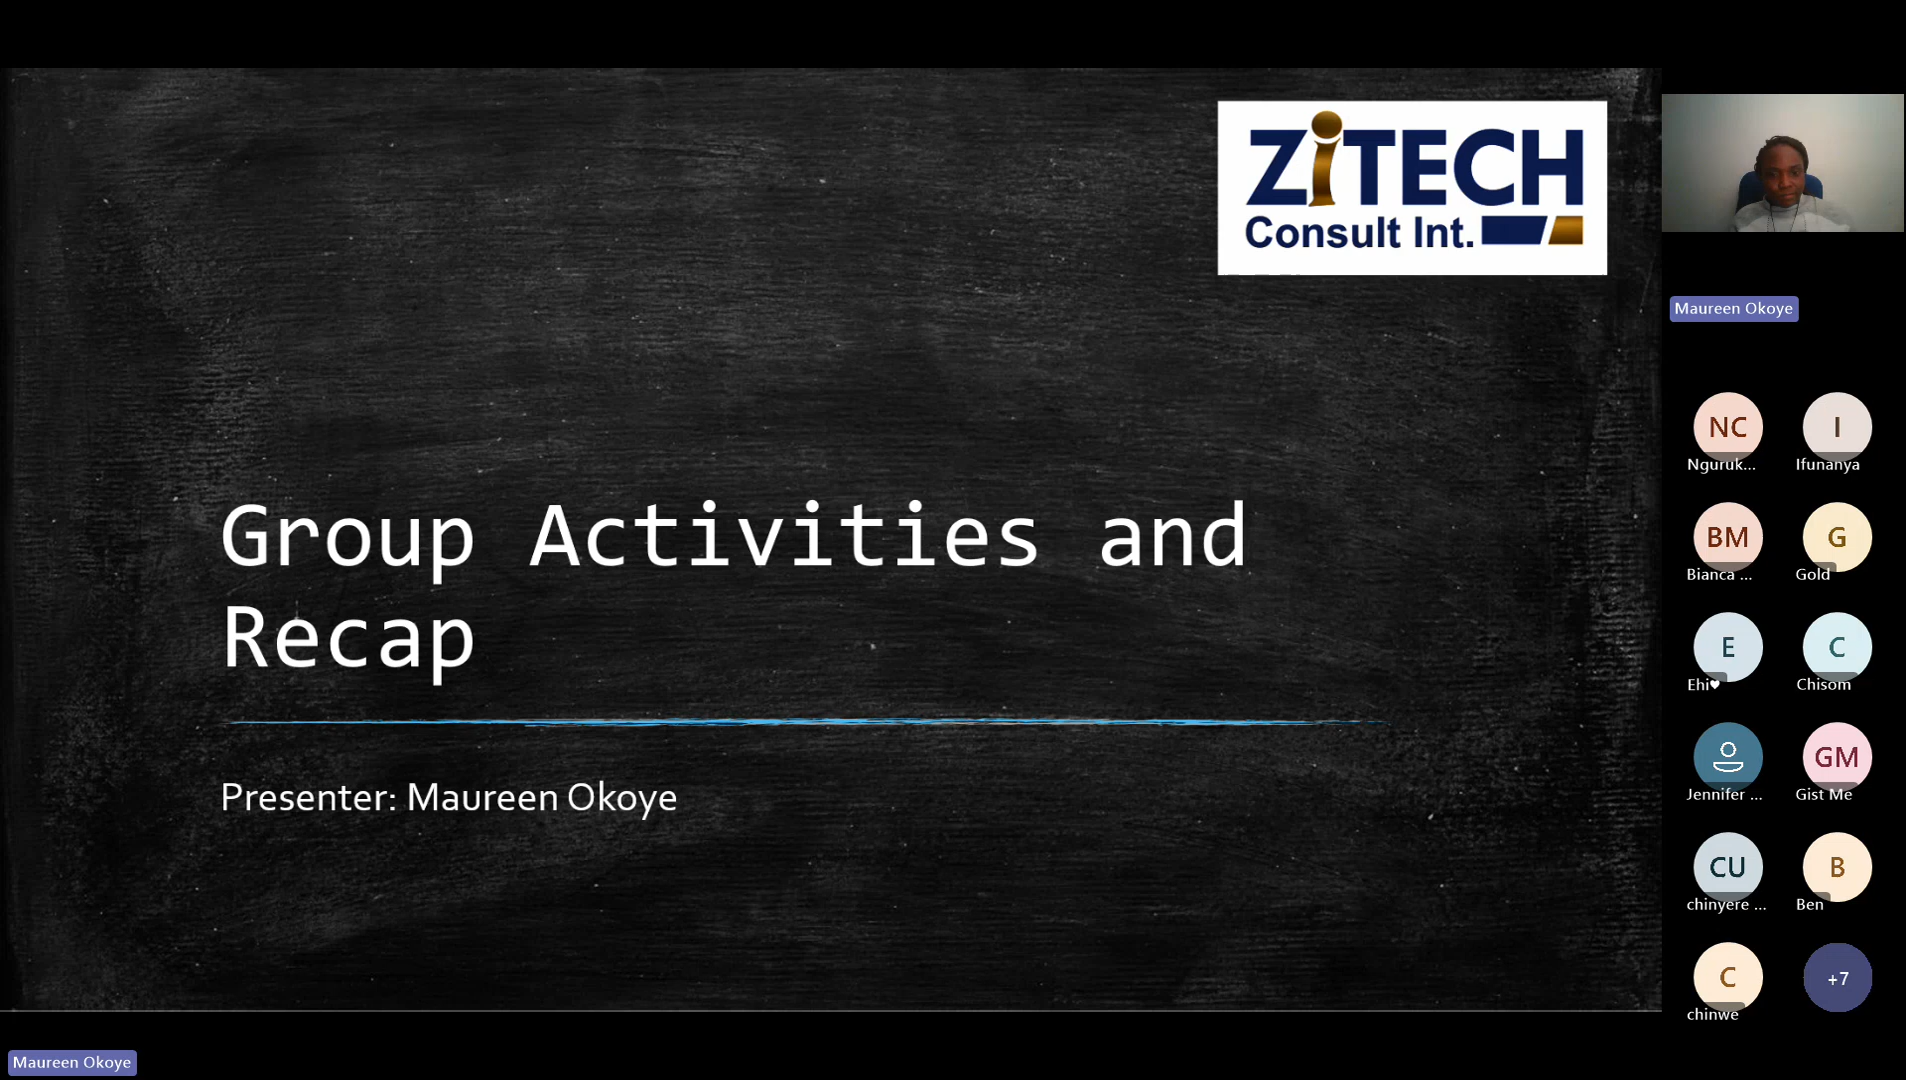 ZiTECH
Consult Int.
Group Activities and
Recap
Presenter: Maureen Okoye
Maureen Okoye
NC
I
Nguruk...
Ifunanya
BM
G
Bianca ...
Gold
E
C
Ehi♥
Chisom
GM
Jennifer ...
Gist Me
CU
B
chinyere ...
Ben
C
+7
chinwe
Maureen Okoye